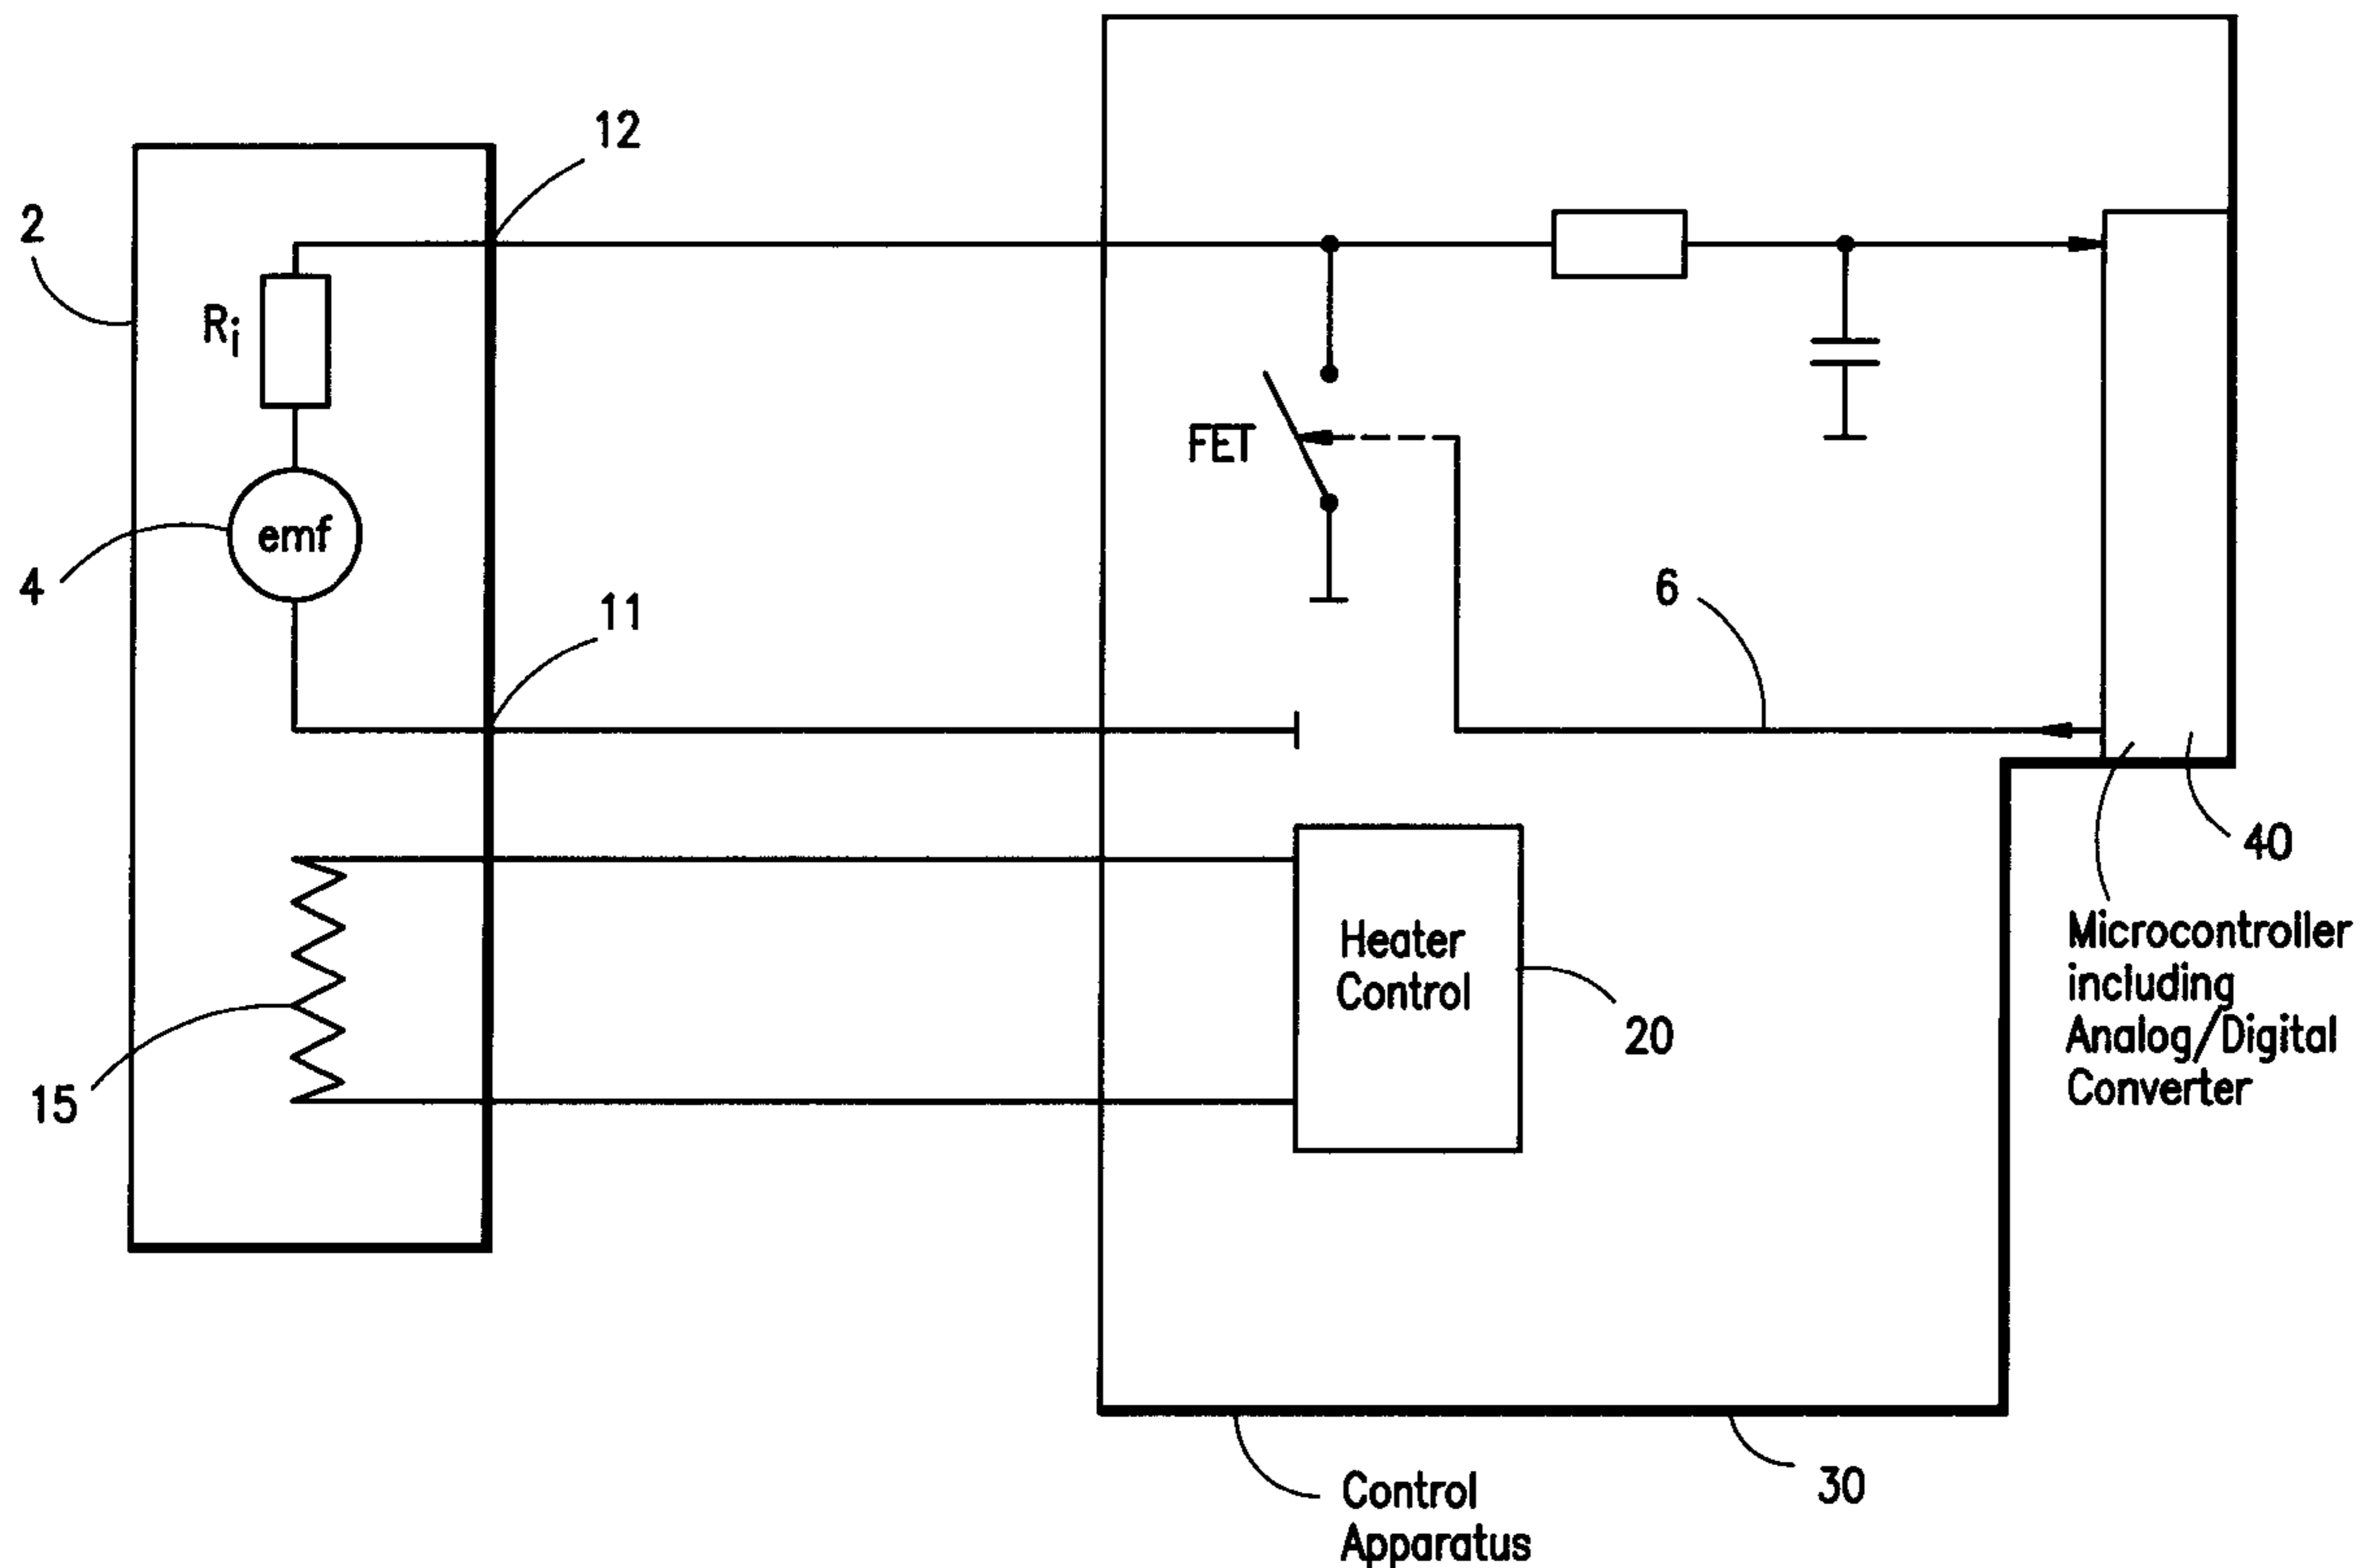 12
2
Ri
FET
emf
4
11
6
40
Heater
Control
20
15
Microcontroller
including
Analog/Digital
Converter
Control
Apparatus
30